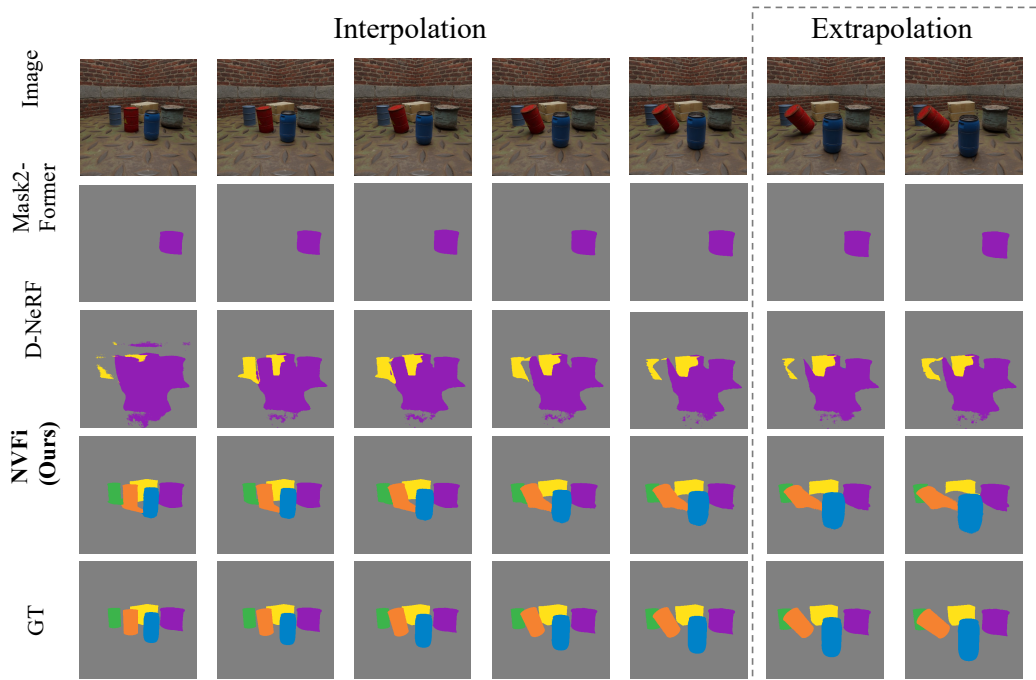 Interpolation
Extrapolation
Image
Mask2-
Former
D-NeRF
NVFi
(Ours)
GT